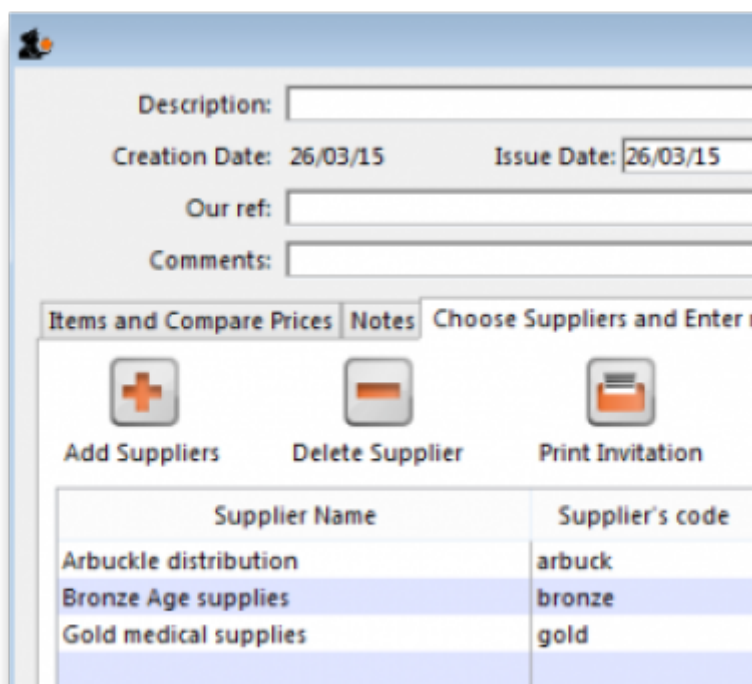 Description:
Creation Date: 26/03/15 Issue Date: 26/03/15
Our ref:
Comments:
Items and Compare Prices Notes Choose Suppliers and Enter
Add Suppliers Delete Supplier Print Invitation
Supplier Name Supplier's code
Arbuckle distribution arbuck
Bronze Age supplies bronze
Gold medical supplies gold